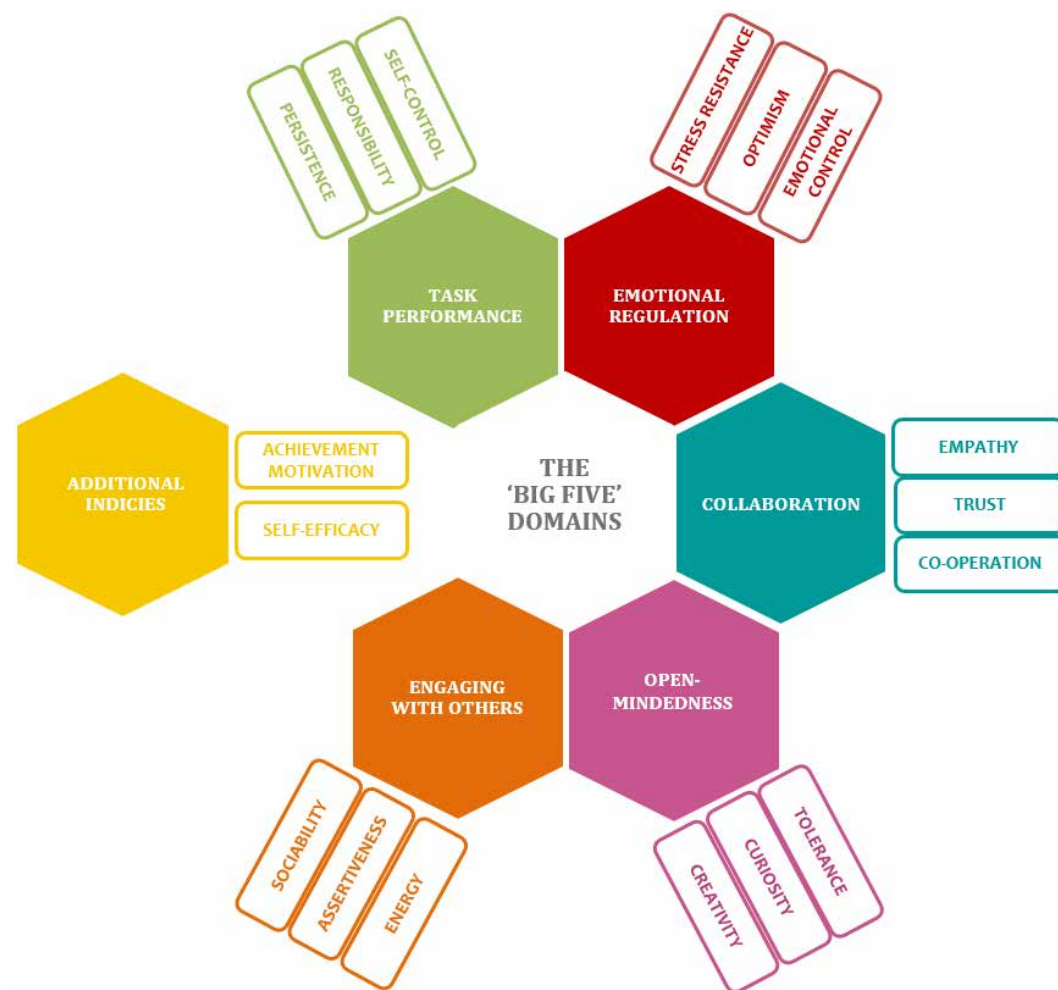 PERSISTENCE
RESPONSIBILITY
SELF-CONTROL
STRESS RESISTANCE
OPTIMISM
EMOTIONAL
CONTROL
TASK
PERFORMANCE
EMOTIONAL
REGULATION
ADDITIONAL
INDICIES
ACHIEVEMENT
MOTIVATION
SELF-EFFICACY
THE
‘BIG FIVE’
DOMAINS
COLLABORATION
EMPATHY
TRUST
CO-OPERATION
ENGAGING
WITH OTHERS
OPEN-
MINDEDNESS
SOCIABILITY
ASSERTIVENESS
ENERGY
CREATIVITY
CURIOSITY
TOLERANCE